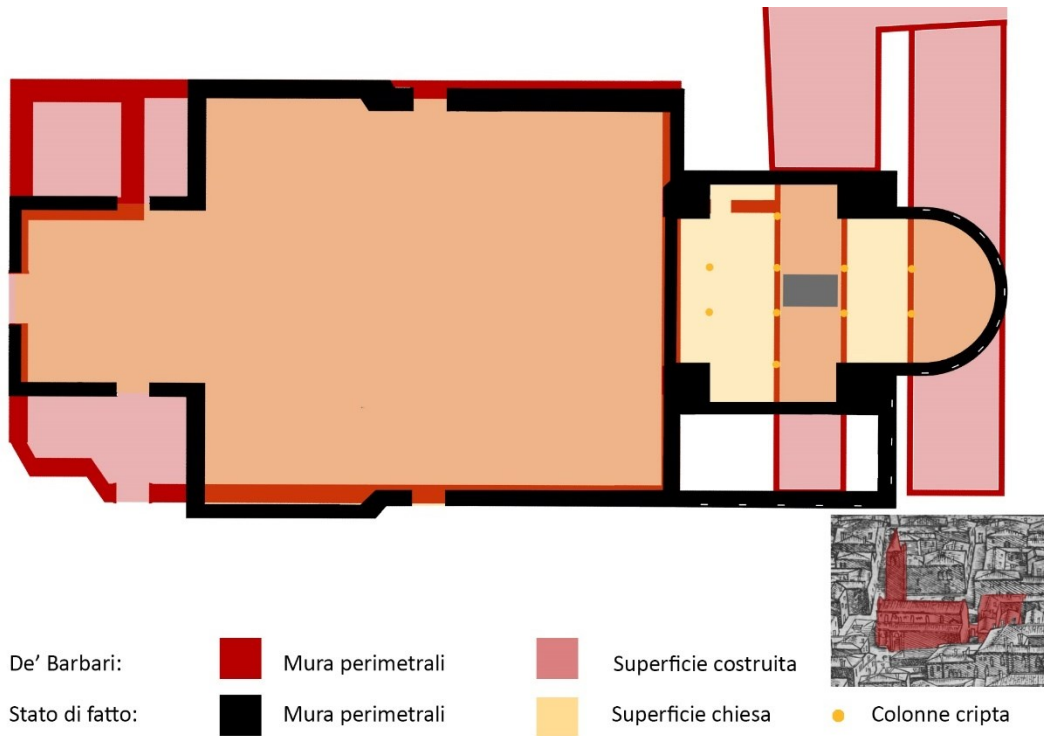 De' Barbari: Mura perimetrali Superficie costruita
Stato di fatto: Mura perimetrali Superficie chiesa Colonne cripta